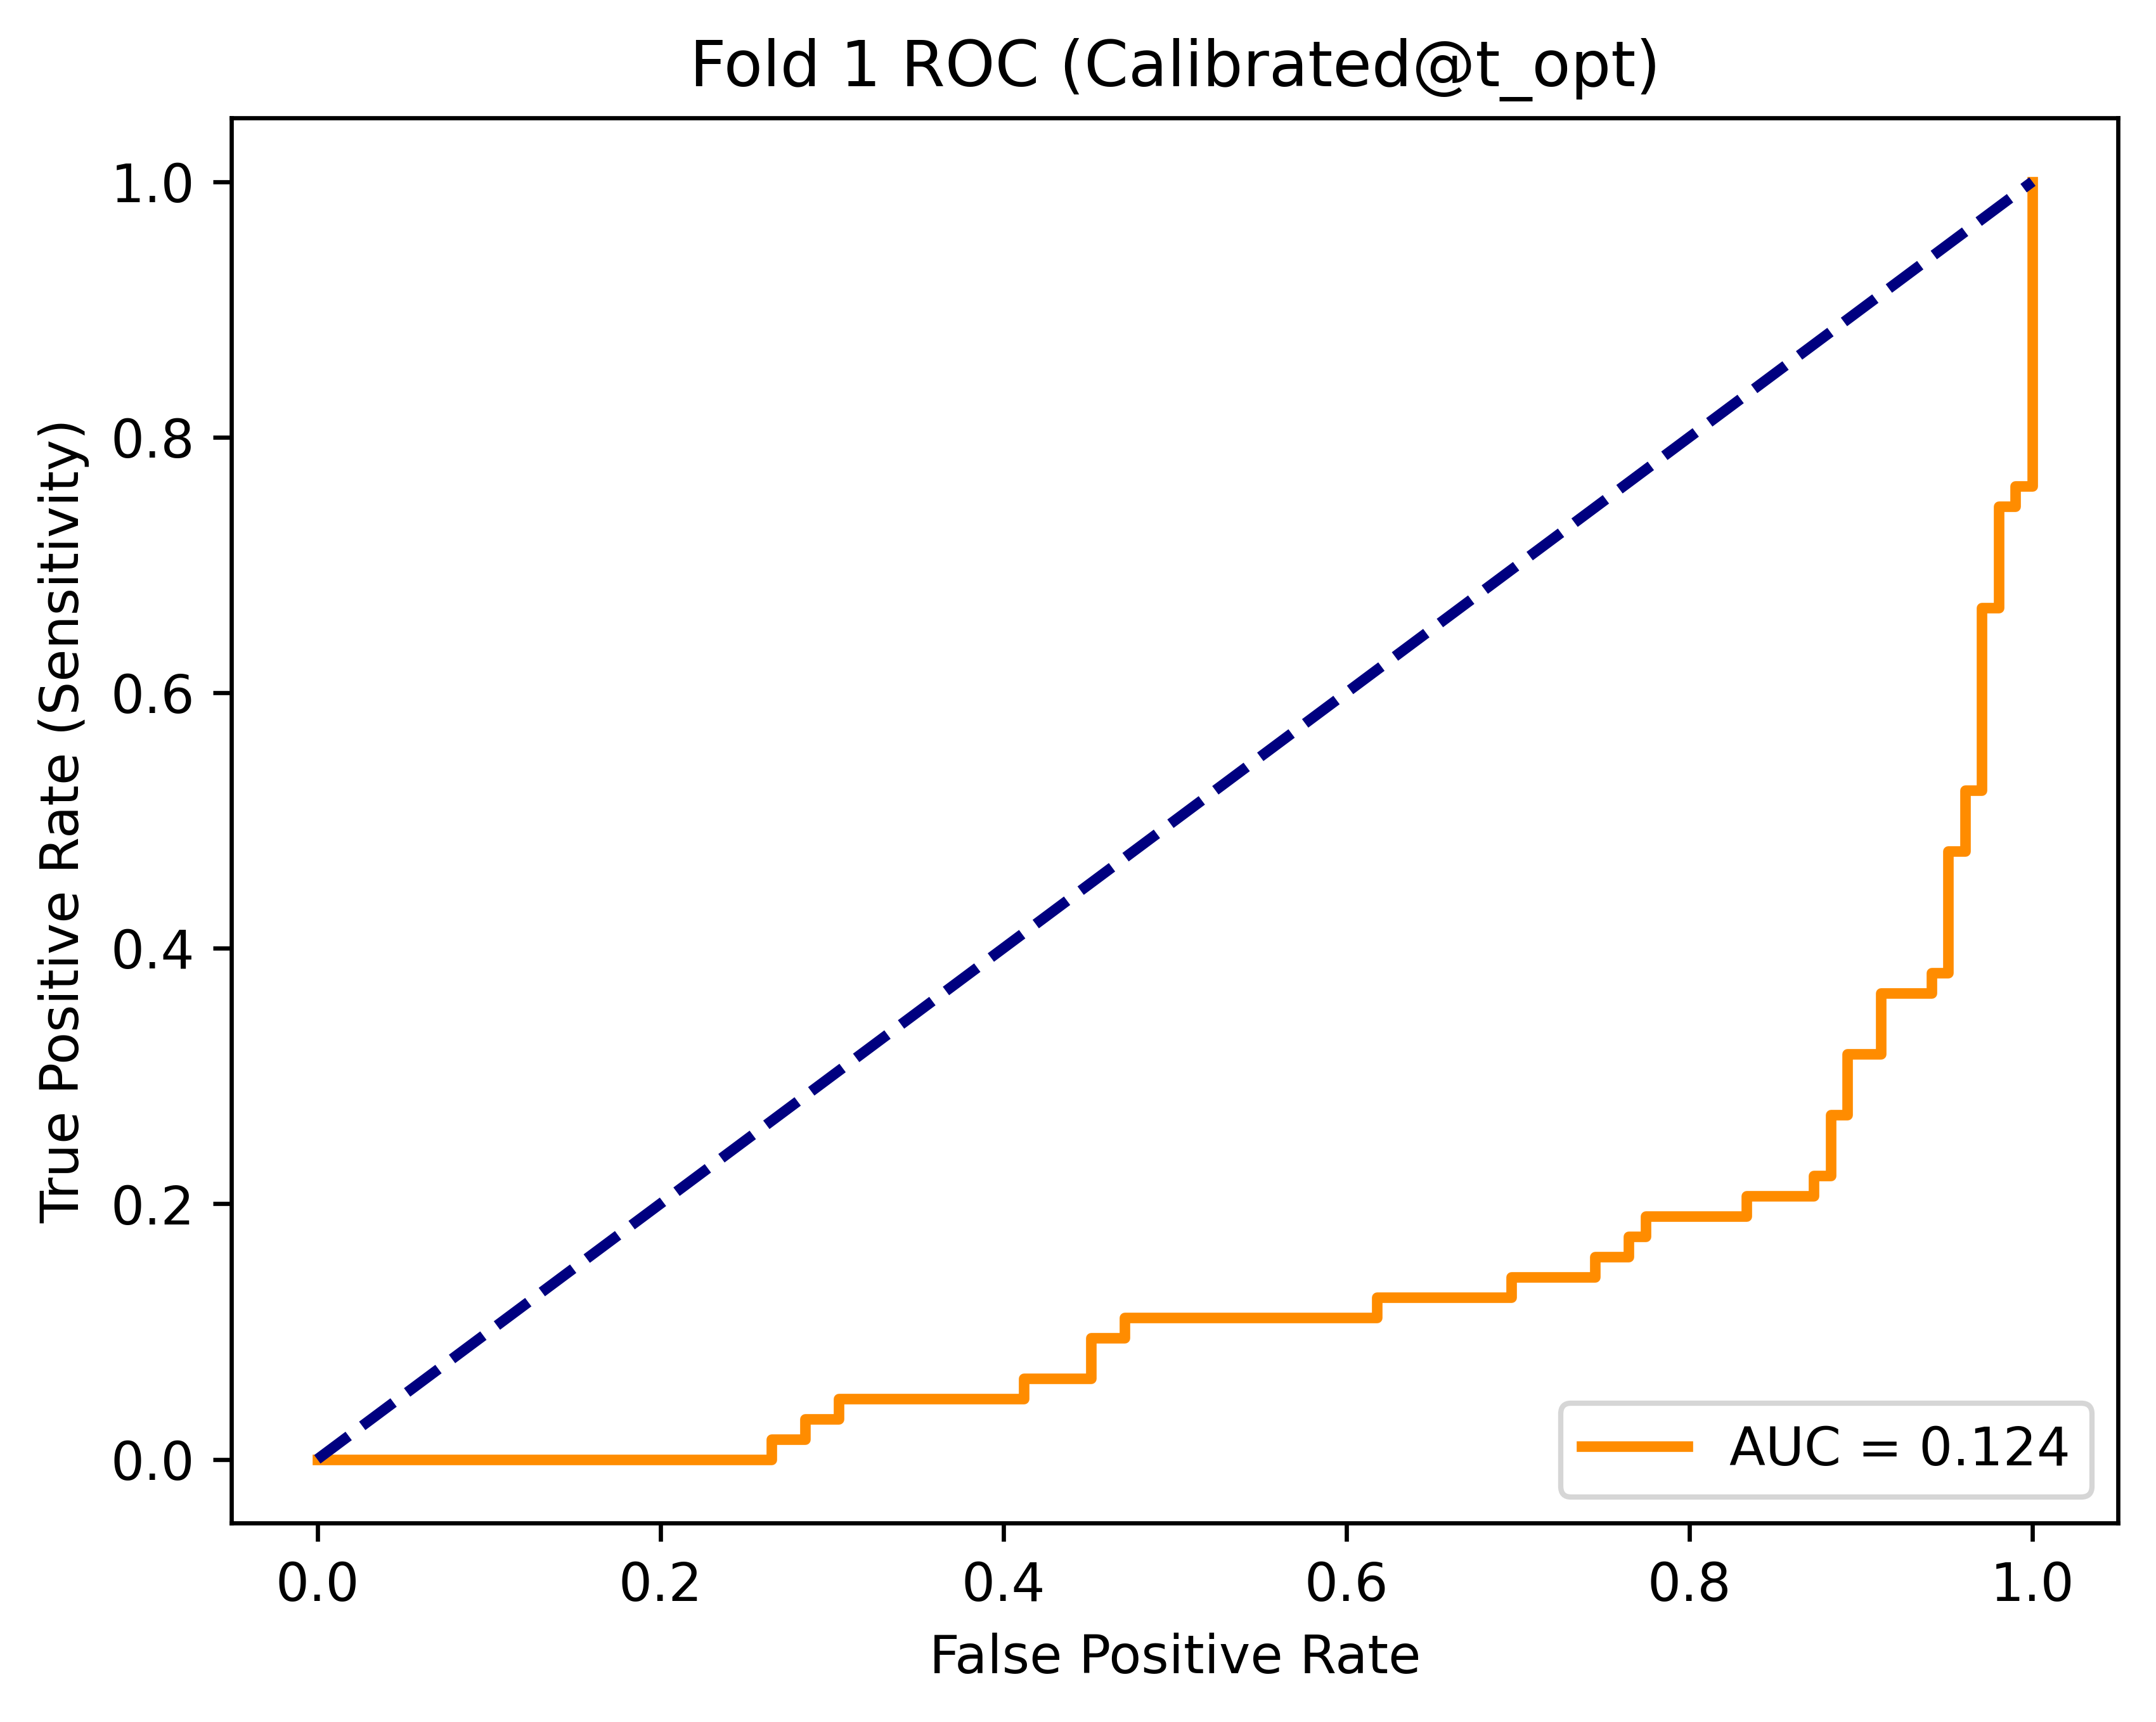 Fold 1 ROC (Calibrated@t_opt)
True Positive Rate (Sensitivity)
1.0
0.8
0.6
0.4
0.2
0.0
AUC = 0.124
0.0 0.2 0.4 0.6 0.8 1.0
False Positive Rate